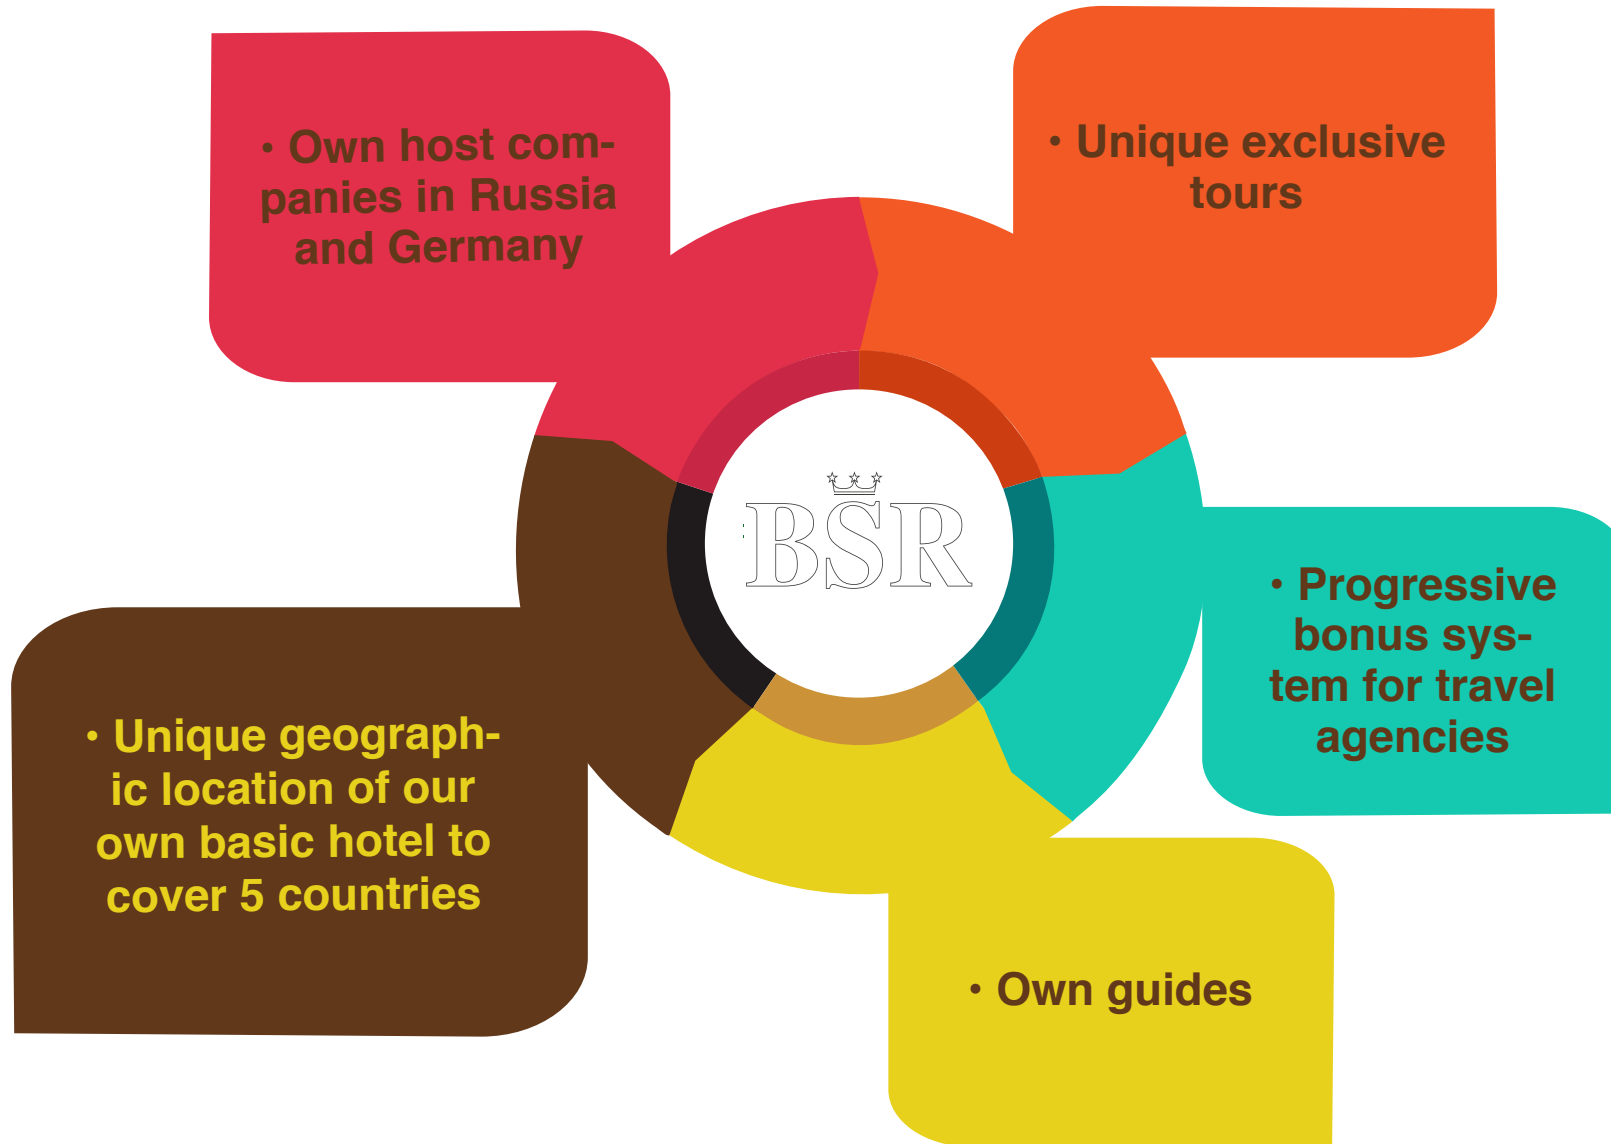 • Own host com-
panies in Russia
and Germany
• Unique exclusive
tours
BSR
• Progressive
bonus sys-
tem for travel
agencies
• Unique geograph-
ic location of our
own basic hotel to
cover 5 countries
• Own guides